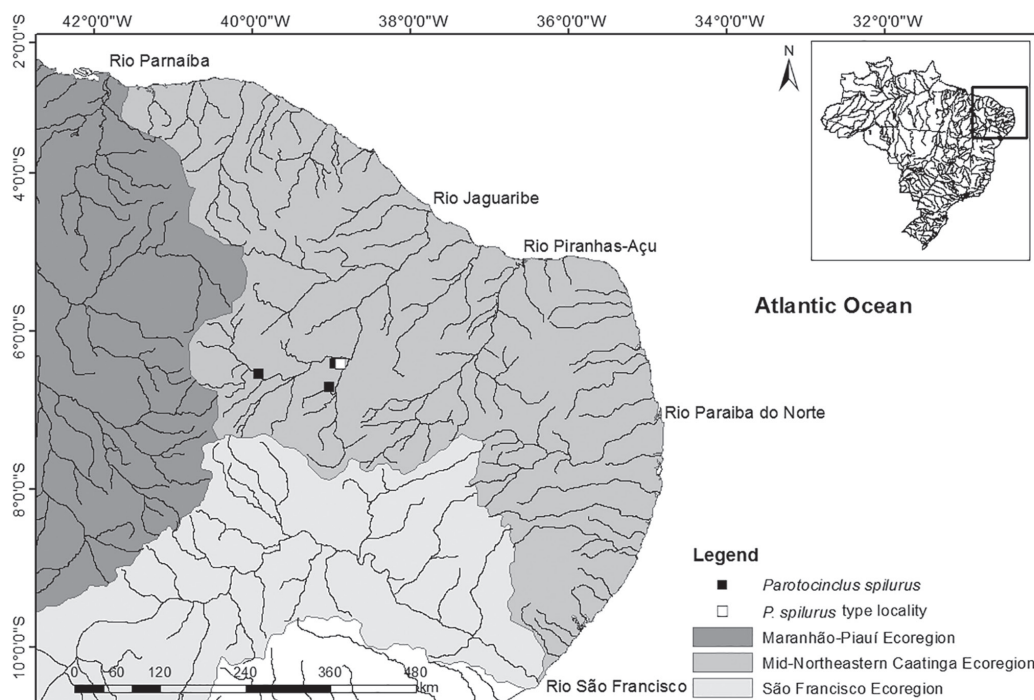 42°0'0"W 40°0'0"W 38°0'0"W 36°0'0"W 34°0'0"W 32°0'0"W
2°0'0"S
4°0'0"S
6°0'0"S
8°0'0"S
10°0'0"S
Rio Parnaíba
N
Rio Jaguaribe
Rio Piranhas-Açu
Atlantic Ocean
Rio Paraiba do Norte
Legend
Parotocinclus spilurus
P. spilurus type locality
Maranhão-Piauí Ecoregion
Mid-Northeastern Caatinga Ecoregion
São Francisco Ecoregion
0 60 120 240 360 480
km
Rio São Francisco